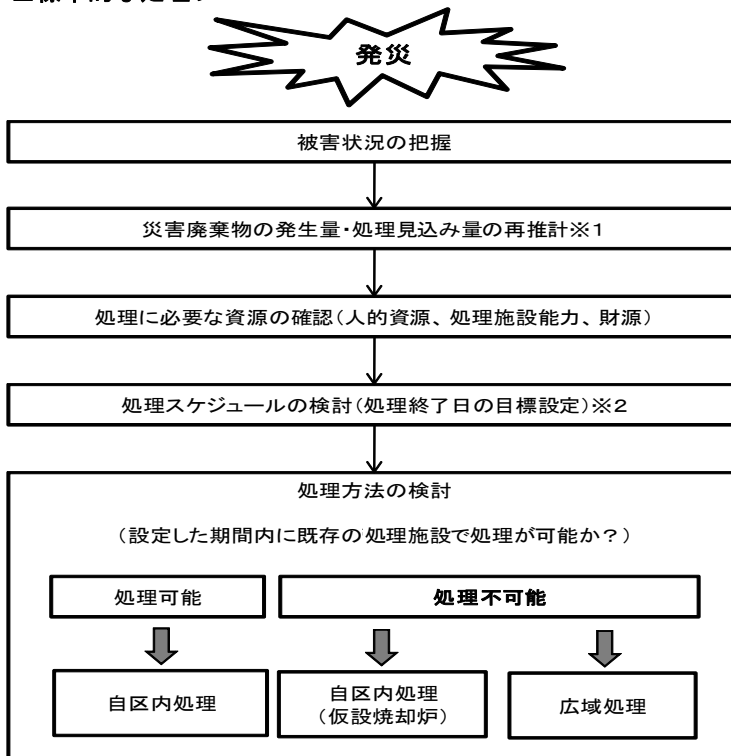 発災
被害状況の把握
災害廃棄物の発生量・処理見込み量の再推計※1
処理に必要な資源の確認（人的資源、処理施設能力、財源）
処理スケジュールの検討（処理終了日の目標設定）※2
処理方法の検討
（設定した期間内に既存の処理施設で処理が可能か？）
処理可能
処理不可能
自区内処理
自区内処理
（仮設焼却炉）
広域処理